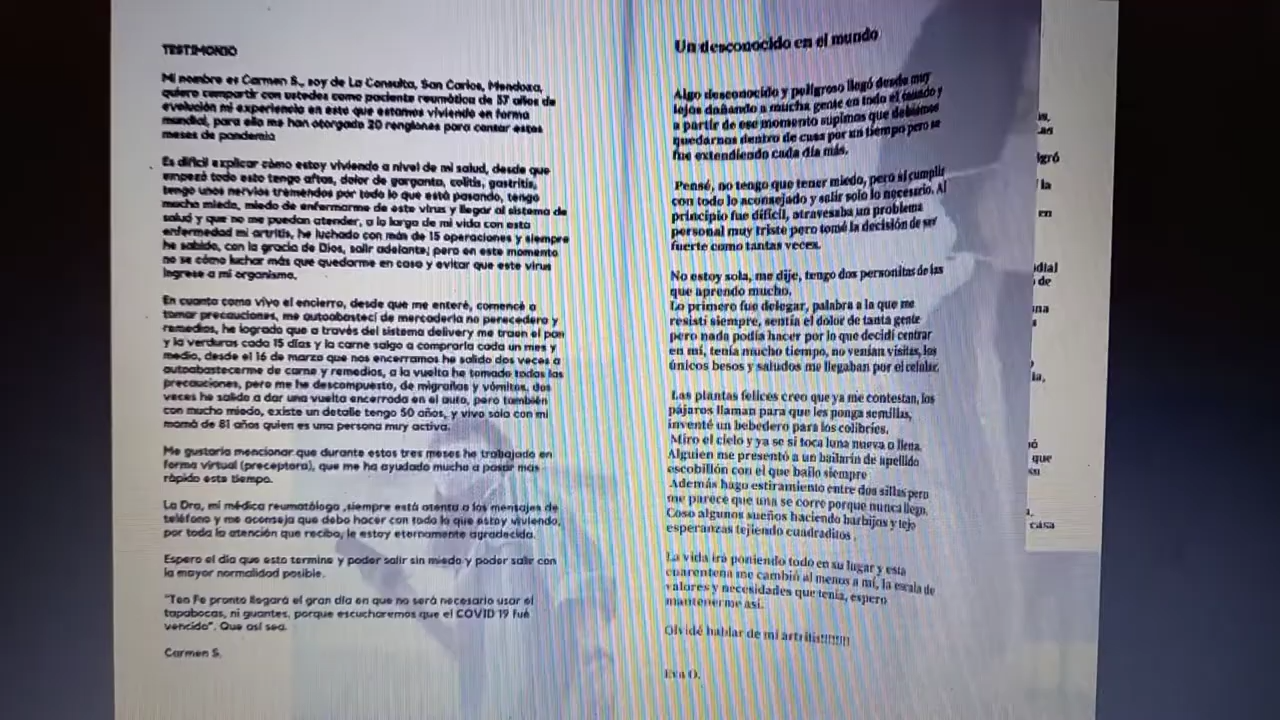 TESTIMONIO
Mi nombre es Carmen S., soy de La Consulta, San Carlos, Mendoza,
quiero compartir con ustedes como paciente reumática de 37 años de
evolución mi experiencia en este que estamos viviendo en forma
mundial, para ello me han otorgado 20 renglones para contar estos
meses de pandemia
Es difícil explicar cómo estoy viviendo a nivel de mi salud, desde que
empezó todo esto tengo aftas, dolor de garganta, colitis, gastritis,
tengo unos nervios tremendos por todo lo que está pasando, tengo
mucho miedo, miedo de enfermarme de este virus y llegar al sistema de
salud y que no me puedan atender, a lo largo de mi vida con esta
enfermedad mi artritis, he luchado con más de 15 operaciones y siempre
he sabido, con la gracia de Dios, salir adelante; pero en este momento
no se cómo luchar más que quedarme en casa y evitar que este virus
ingrese a mi organismo.
En cuanto como vivo el encierro, desde que me enteré, comencé a
tomar precauciones, me autoabastecí de mercadería no perecedera y
remedios, he logrado que a través del sistema delivery me traen el pan
y la verduras cada 15 días y la carne salgo a comprarla cada un mes y
medio, desde el 16 de marzo que nos encerramos he salido dos veces a
autoabastecerme de carne y remedios, a la vuelta he tomado todas las
precauciones, pero me he descompuesto, de migrañas y vómitos, dos
veces he salido a dar una vuelta encerrada en el auto, pero también
con mucho miedo, existe un detalle tengo 50 años, y vivo sola con mi
mamá de 81 años quien es una persona muy activa.
Me gustaría mencionar que durante estos tres meses he trabajado en
forma virtual (preceptora), que me ha ayudado mucho a pasar más
rápido este tiempo.
La Dra, mi médica reumatóloga ,siempre está atenta a los mensajes de
teléfono y me aconseja que debo hacer con todo lo que estoy viviendo,
por toda la atención que recibo, le estoy eternamente agradecida.
Espero el día que esto termine y poder salir sin miedo y poder salir con
la mayor normalidad posible.
"Ten Fe pronto llegará el gran día en que no será necesario usar el
tapabocas, ni guantes, porque escucharemos que el COVID 19 fué
vencido". Que así sea.
Carmen S.
Un desconocido en el mundo
Algo desconocido y peligroso llegó desde muy
lejos dañando a mucha gente en todo el mundo y
a partir de ese momento supimos que debíamos
quedarnos dentro de casa por un tiempo pero se
fue extendiendo cada día más.
Pensé, no tengo que tener miedo, pero sí cumplir
con todo lo aconsejado y salir solo lo necesario. Al
principio fue difícil, atravesaba un problema
personal muy triste pero tomé la decisión de ser
fuerte como tantas veces.
No estoy sola, me dije, tengo dos personitas de las
que aprendo mucho.
Lo primero fue delegar, palabra a la que me
resistí siempre, sentía el dolor de tanta gente
pero nada podía hacer por lo que decidí centrar
en mí, tenía mucho tiempo, no venían visitas, los
únicos besos y saludos me llegaban por el celular.
Las plantas felices creo que ya me contestan, los
pájaros llaman para que les ponga semillas,
inventé un bebedero para los colibríes.
Miro el cielo y ya se si toca luna nueva o llena.
Alguien me presentó a un bailarín de apellido
escobillón con el que bailo siempre
Además hago estiramiento entre dos sillas pero
me parece que una se corre porque nunca llego.
Coso algunos sueños haciendo barbijos y tejo
esperanzas tejiendo cuadraditos .
La vida irá poniendo todo en su lugar y esta
cuarentena me cambió al menos a mí, la escala de
valores y necesidades que tenía, espero
mantenerme así.
Olvidé hablar de mi artritis!!!!!!!!
Eva O.
la
en
de
que
casa